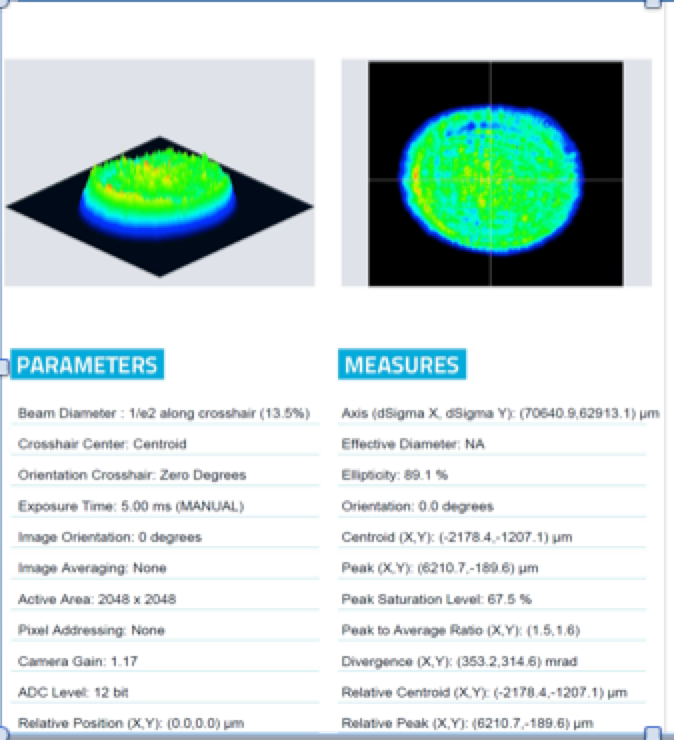 PARAMETERS
Beam Diameter : 1/e2 along crosshair (13.5%)
Crosshair Center: Centroid
Orientation Crosshair: Zero Degrees
Exposure Time: 5.00 ms (MANUAL)
Image Orientation: 0 degrees
Image Averaging: None
Active Area: 2048 x 2048
Pixel Addressing: None
Camera Gain: 1.17
ADC Level: 12 bit
Relative Position (X,Y): (0.0,0.0) µm
MEASURES
Axis (dSigma X, dSigma Y): (70640.9,62913.1) µm
Effective Diameter: NA
Ellipticity: 89.1 %
Orientation: 0.0 degrees
Centroid (X,Y): (-2178.4,-1207.1) µm
Peak (X,Y): (6210.7,-189.6) µm
Peak Saturation Level: 67.5 %
Peak to Average Ratio (X,Y): (1.5,1.6)
Divergence (X,Y): (353.2,314.6) mrad
Relative Centroid (X,Y): (-2178.4,-1207.1) µm
Relative Peak (X,Y): (6210.7,-189.6) µm